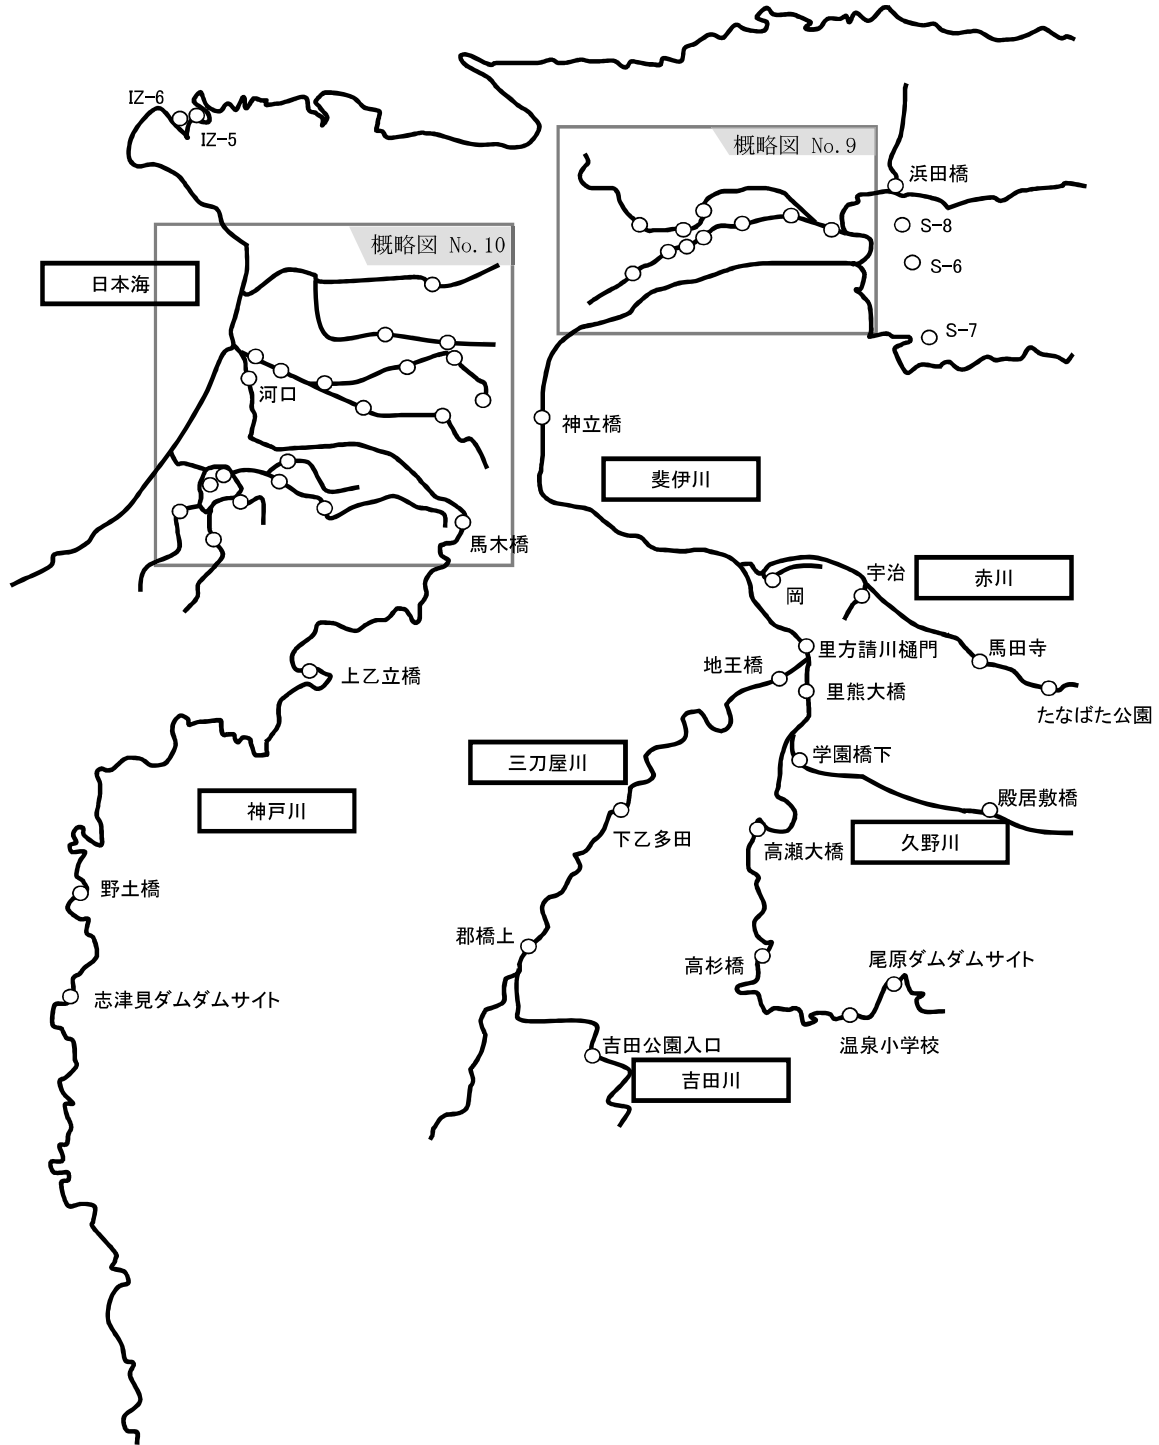 IZ-6
IZ-5
概略図 No.9
浜田橋
S-8
概略図 No.10
S-6
日本海
S-7
河口
神立橋
斐伊川
馬木橋
宇治
赤川
岡
里方請川樋門
馬田寺
地王橋
上乙立橋
里熊大橋
たなばた公園
学園橋下
三刀屋川
殿居敷橋
神戸川
下乙多田
久野川
高瀬大橋
野土橋
郡橋上
高杉橋
尾原ダムダムサイト
志津見ダムダムサイト
吉田公園入口
温泉小学校
吉田川